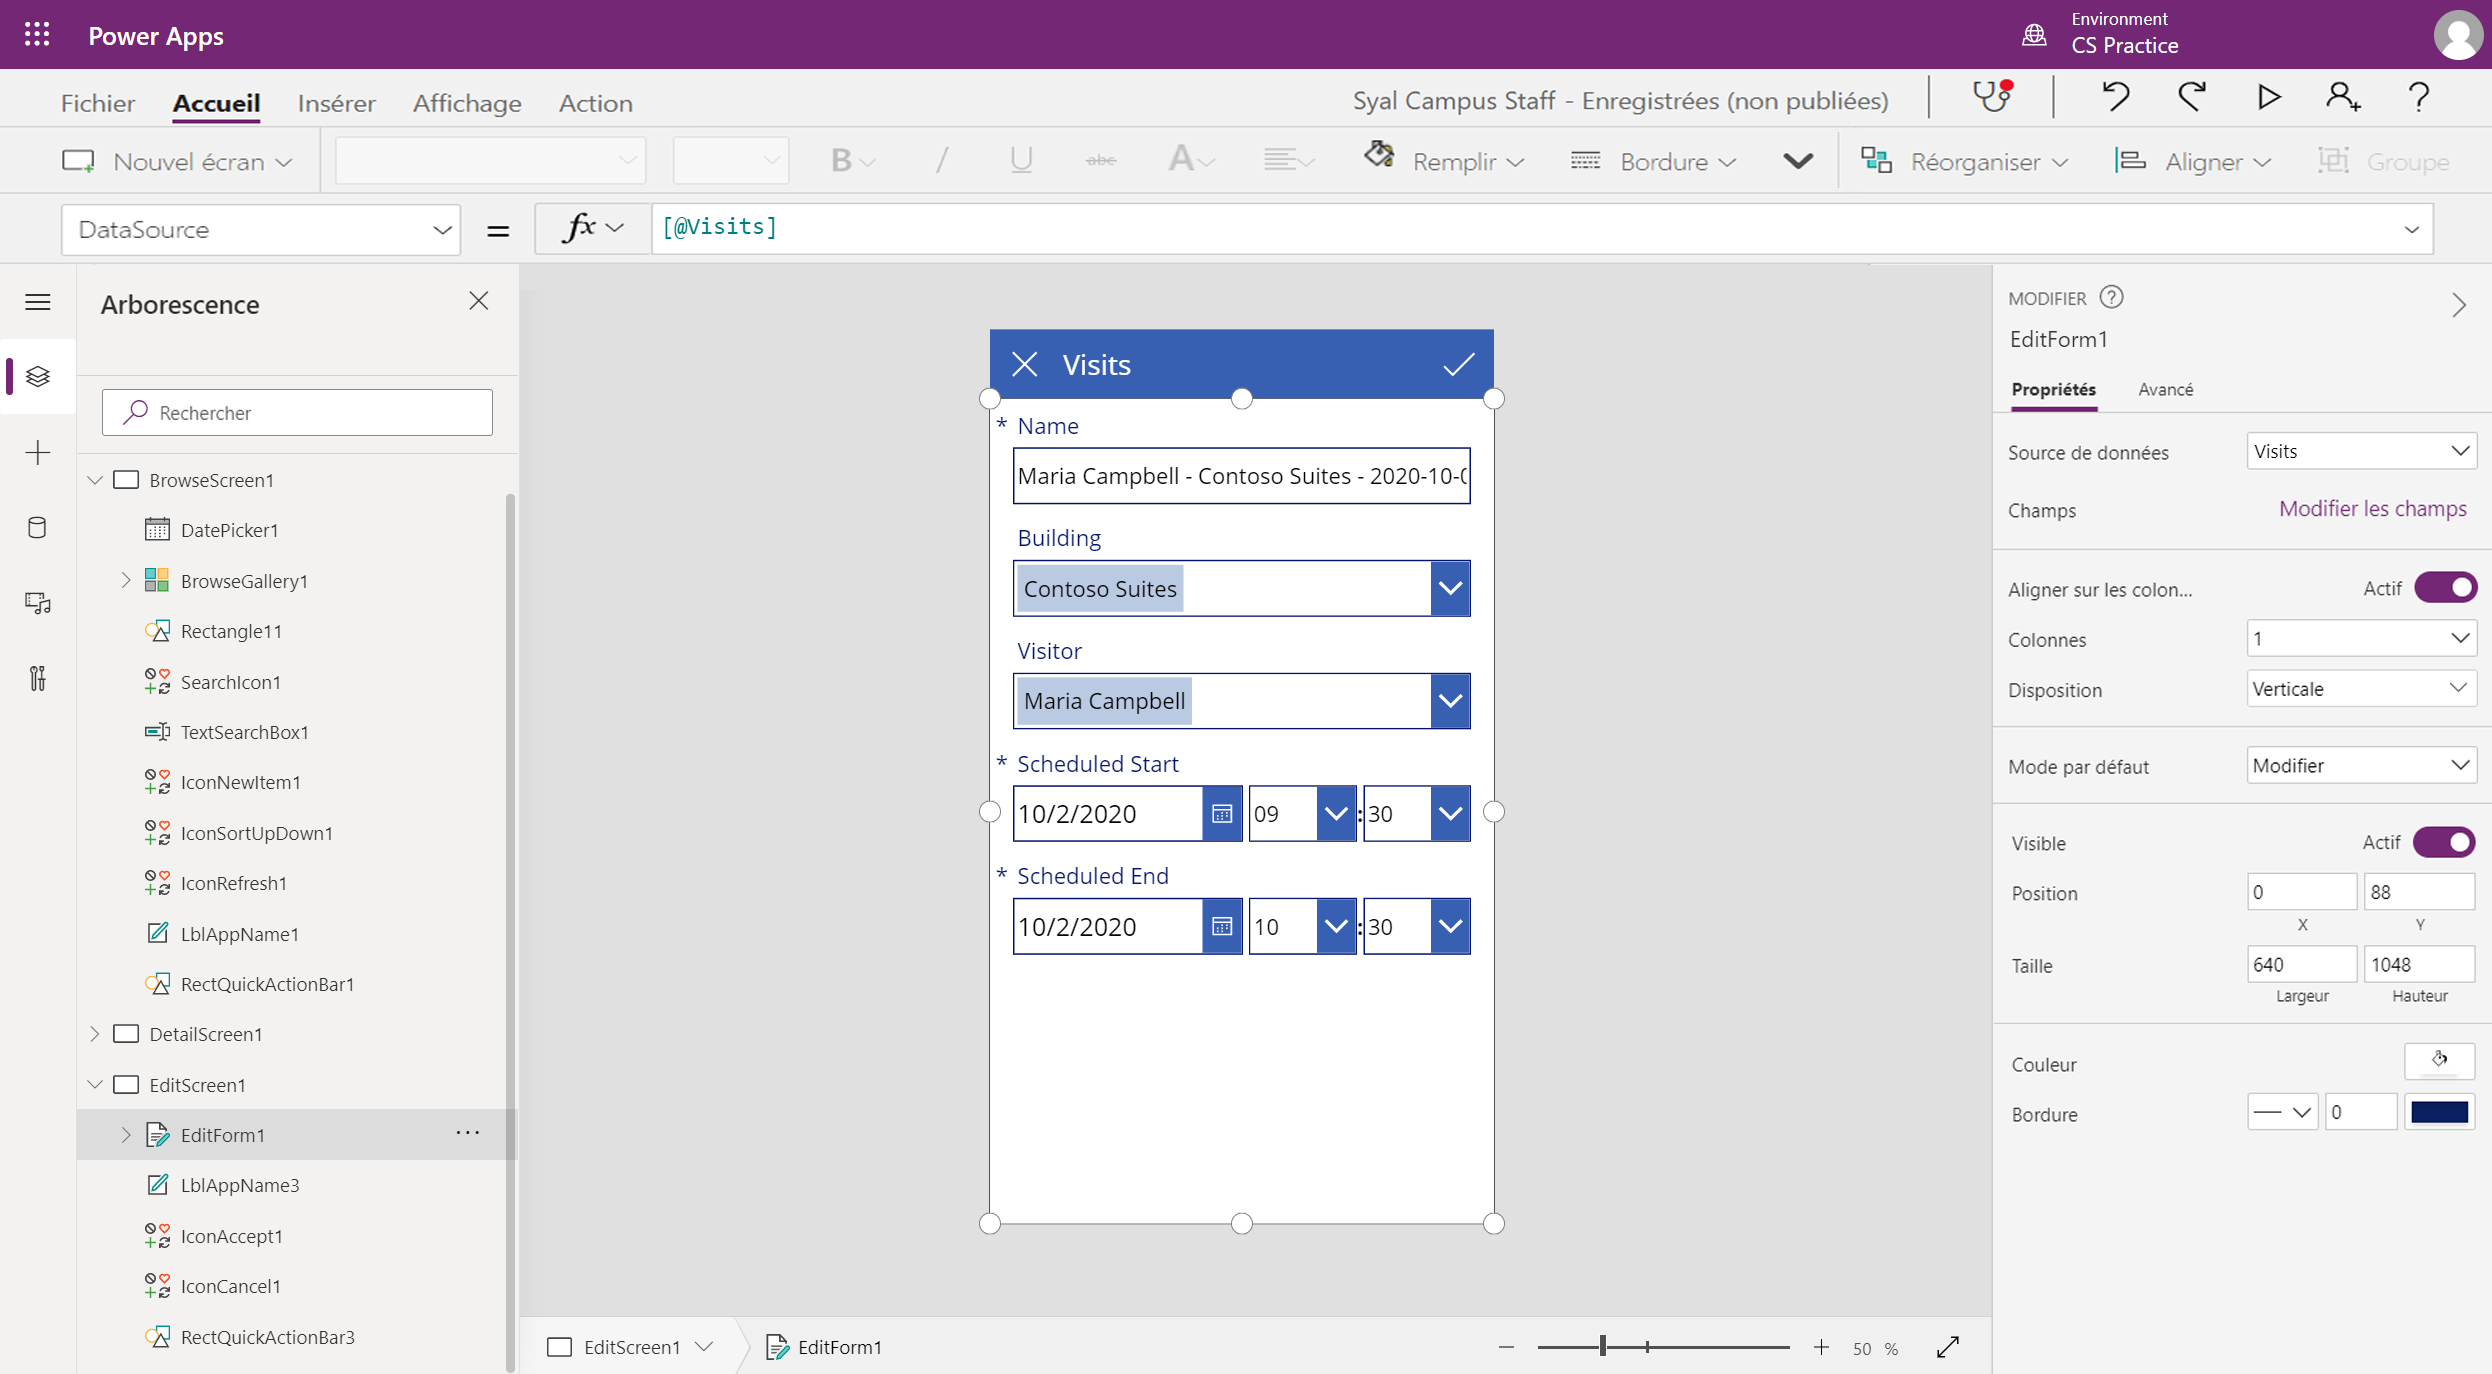 Power Apps
Environment
CS Practice
Fichier Accueil Insérer Affichage Action
Syal Campus Staff - Enregistrées (non publiées)
Nouvel écran
B / U abc A
Remplir Bordure Réorganiser Aligner Groupe
DataSource = fx [@Visits]
Arborescence
Rechercher
BrowseScreen1
DatePicker1
BrowseGallery1
Rectangle11
SearchIcon1
TextSearchBox1
IconNewItem1
IconSortUpDown1
IconRefresh1
LblAppName1
RectQuickActionBar1
DetailScreen1
EditScreen1
EditForm1
LblAppName3
IconAccept1
IconCancel1
RectQuickActionBar3
Visits
* Name
Maria Campbell - Contoso Suites - 2020-10-0
Building
Contoso Suites
Visitor
Maria Campbell
* Scheduled Start
10/2/2020 09 : 30
* Scheduled End
10/2/2020 10 : 30
EditScreen1 EditForm1
50 %
MODIFIER
EditForm1
Propriétés Avancé
Source de données Visits
Champs Modifier les champs
Aligner sur les colon... Actif
Colonnes 1
Disposition Verticale
Mode par défaut Modifier
Visible Actif
Position 0 88
X Y
Taille 640 1048
Largeur Hauteur
Couleur
Bordure 0